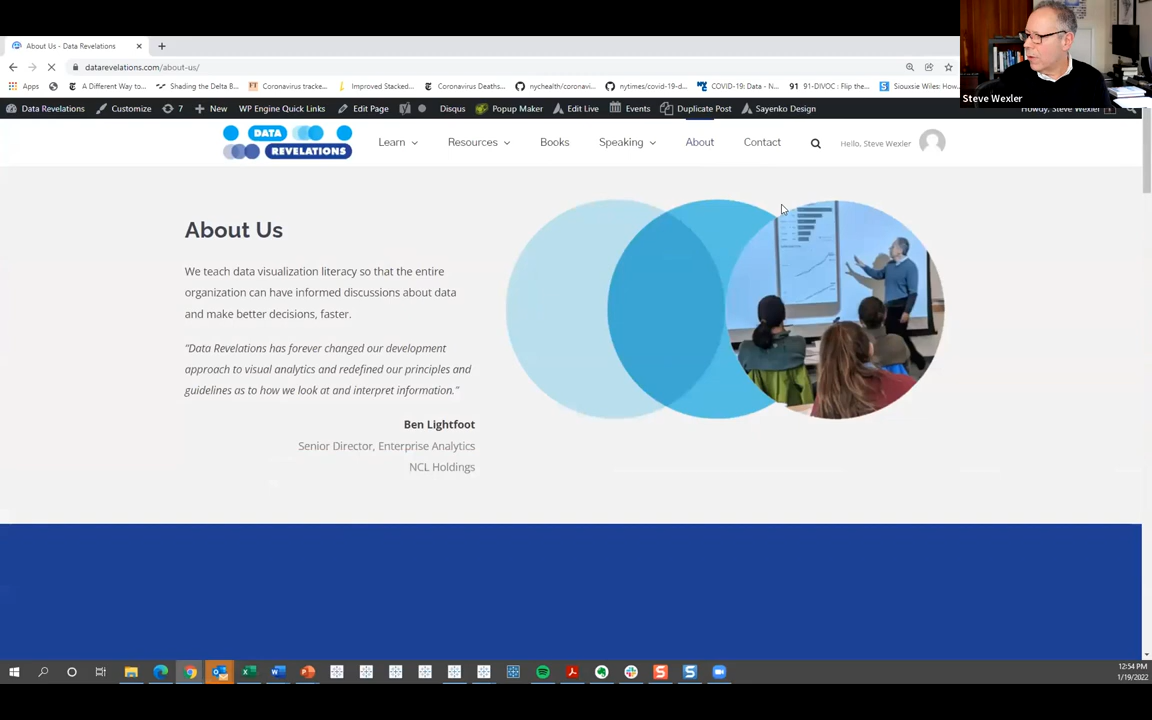 About Us - Data Revelations
datarevelations.com/about-us/
Apps
A Different Way to...
Shading the Delta B...
Coronavirus tracke...
Improved Stacked...
Coronavirus Deaths...
nychealth/coronavi...
nytimes/covid-19-d...
COVID-19: Data - N...
91 91-DIVOC : Flip the...
Siouxsie Wiles: How...
Steve Wexler
Data Revelations
Customize
7
New
WP Engine Quick Links
Edit Page
Disqus
Popup Maker
Edit Live
Events
Duplicate Post
Sayenko Design
Howdy, Steve Wexler
DATA
REVELATIONS
Learn
Resources
Books
Speaking
About
Contact
Hello, Steve Wexler
About Us
We teach data visualization literacy so that the entire
organization can have informed discussions about data
and make better decisions, faster.
“Data Revelations has forever changed our development
approach to visual analytics and redefined our principles and
guidelines as to how we look at and interpret information.”
Ben Lightfoot
Senior Director, Enterprise Analytics
NCL Holdings
12:54 PM
1/19/2022